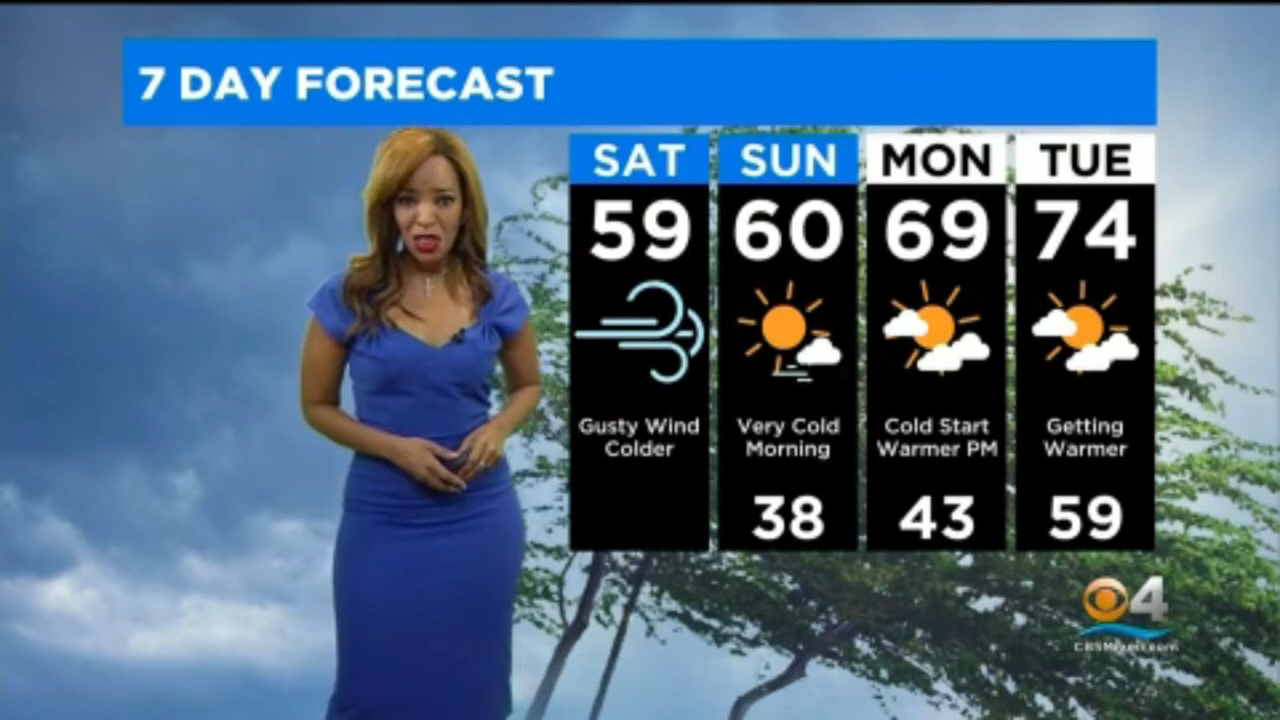 7 DAY FORECAST
SAT
59
Gusty Wind
Colder
SUN
60
Very Cold
Morning
38
MON
69
Cold Start
Warmer PM
43
TUE
74
Getting
Warmer
59
4